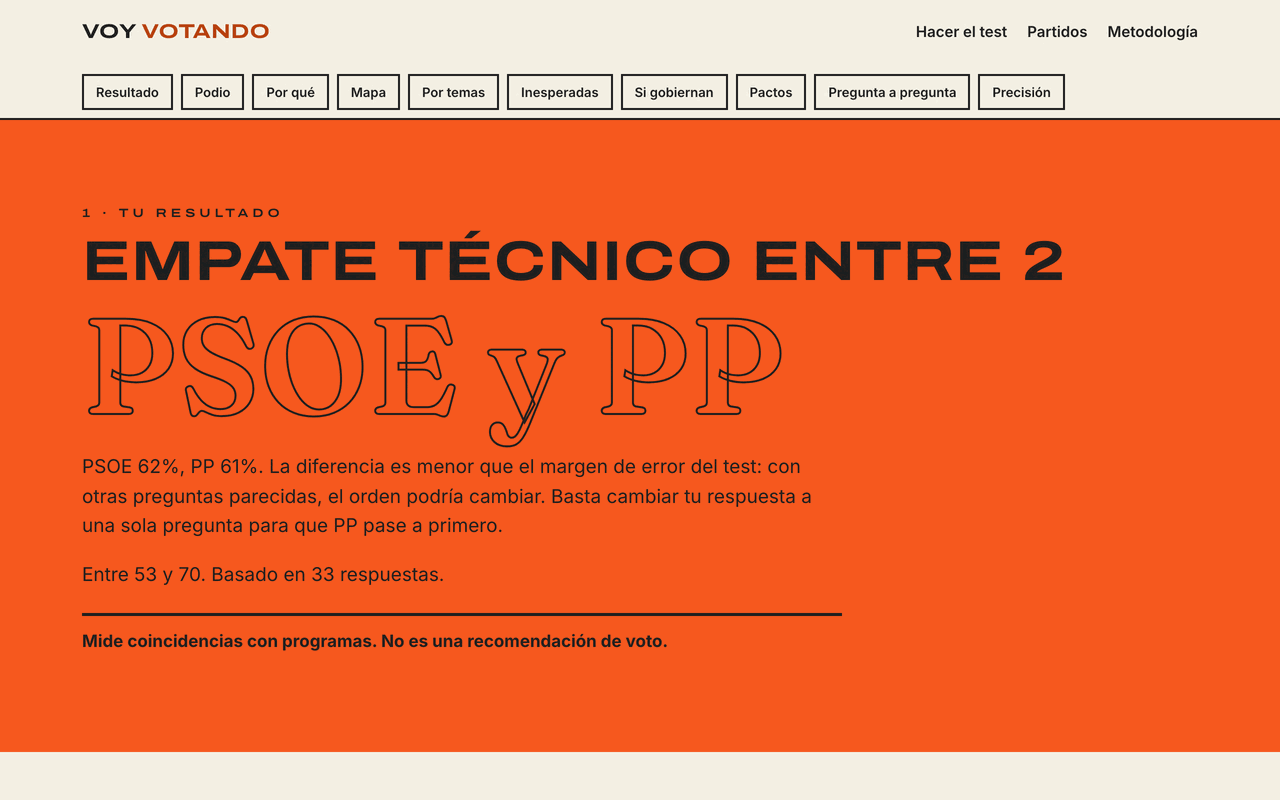 VOY VOTANDO
Hacer el test Partidos Metodología
Resultado Podio Por qué Mapa Por temas Inesperadas Si gobiernan Pactos Pregunta a pregunta Precisión
1 · TU RESULTADO
EMPATE TÉCNICO ENTRE 2
PSOE y PP
PSOE 62%, PP 61%. La diferencia es menor que el margen de error del test: con
otras preguntas parecidas, el orden podría cambiar. Basta cambiar tu respuesta a
una sola pregunta para que PP pase a primero.
Entre 53 y 70. Basado en 33 respuestas.
Mide coincidencias con programas. No es una recomendación de voto.